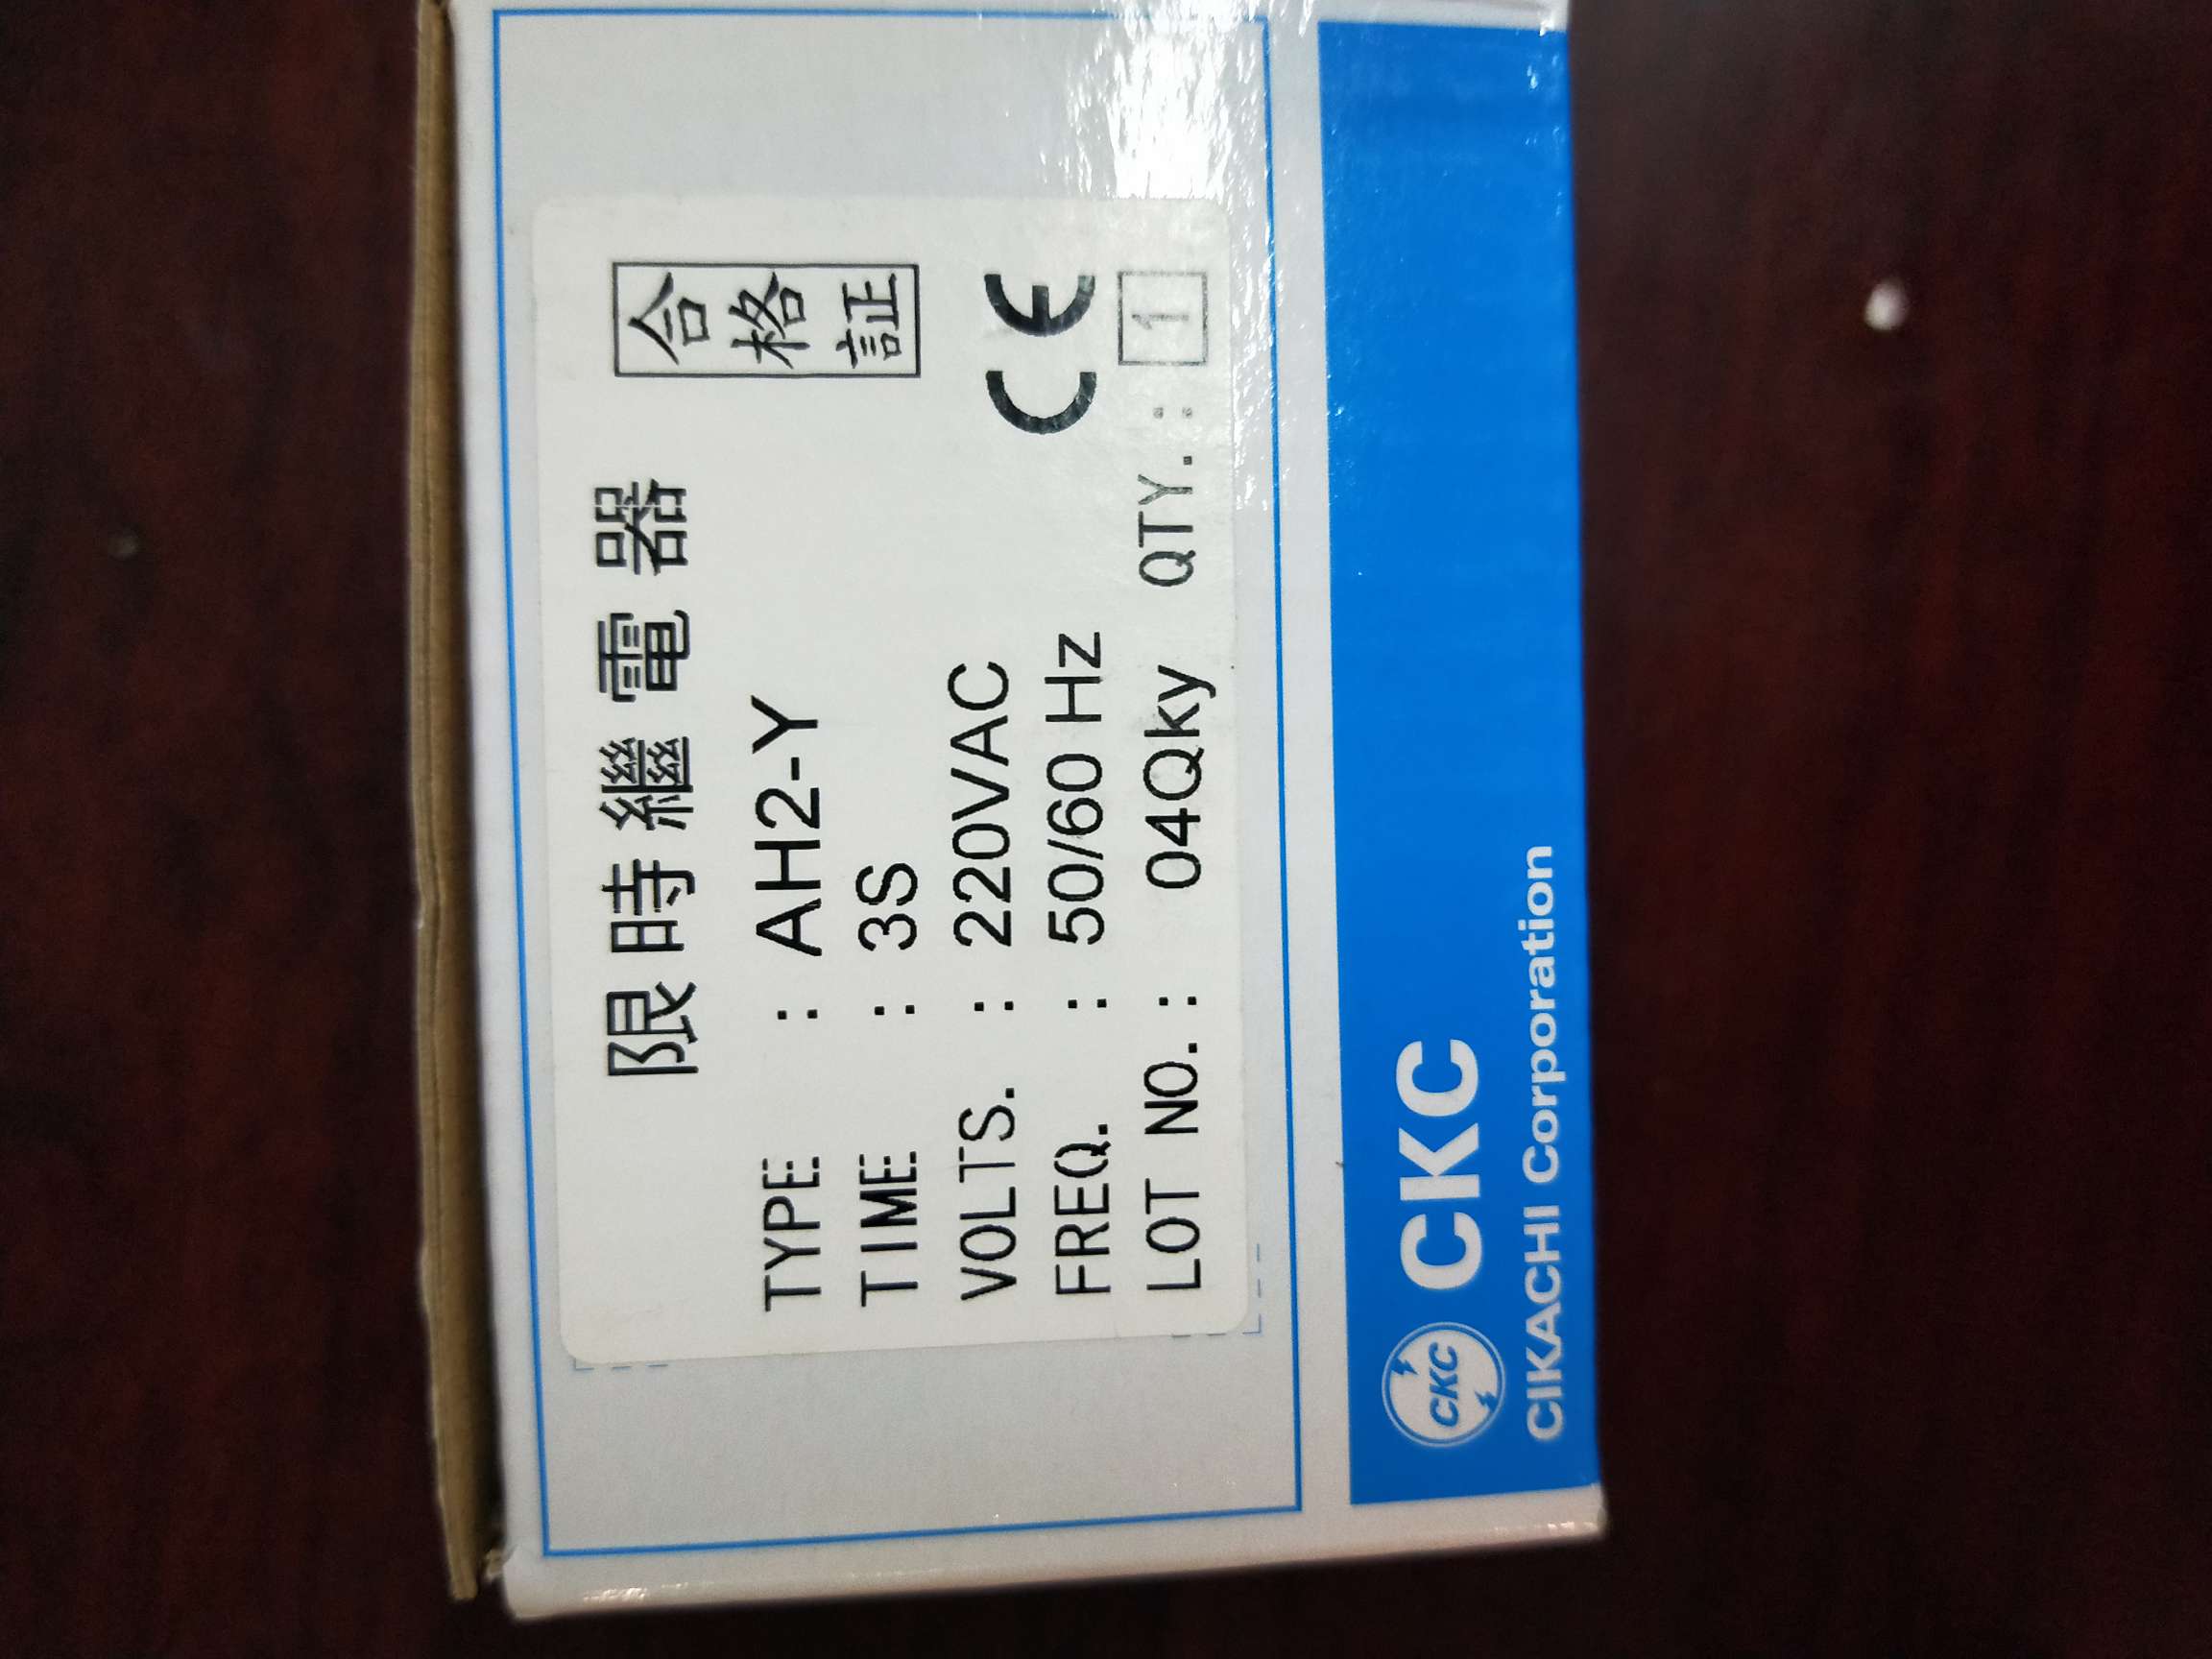 限時繼電器
合格証
TYPE : AH2-Y
TIME : 3S
VOLTS. : 220VAC
FREQ. : 50/60 Hz
LOT NO. : 04Qky QTY. : 1
CE
CKC CKC
CIKACHI Corporation